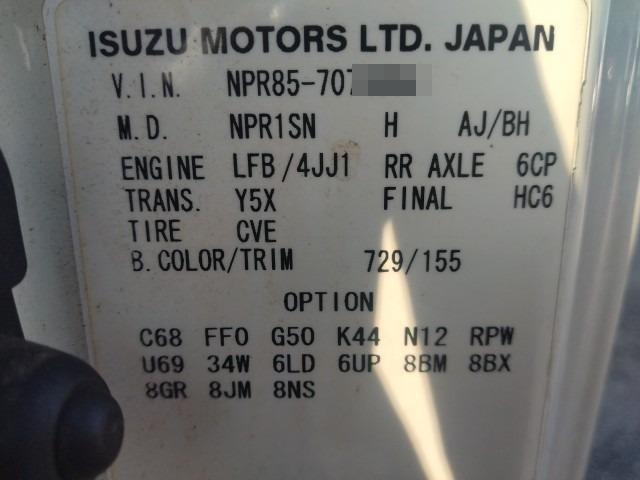 ISUZU MOTORS LTD. JAPAN
V.I.N. NPR85-707
M.D. NPR1SN H AJ/BH
ENGINE LFB/4JJ1 RR AXLE 6CP
TRANS. Y5X FINAL HC6
TIRE CVE
B.COLOR/TRIM 729/155
OPTION
C68 FF0 G50 K44 N12 RPW
U69 34W 6LD 6UP 8BM 8BX
8GR 8JM 8NS